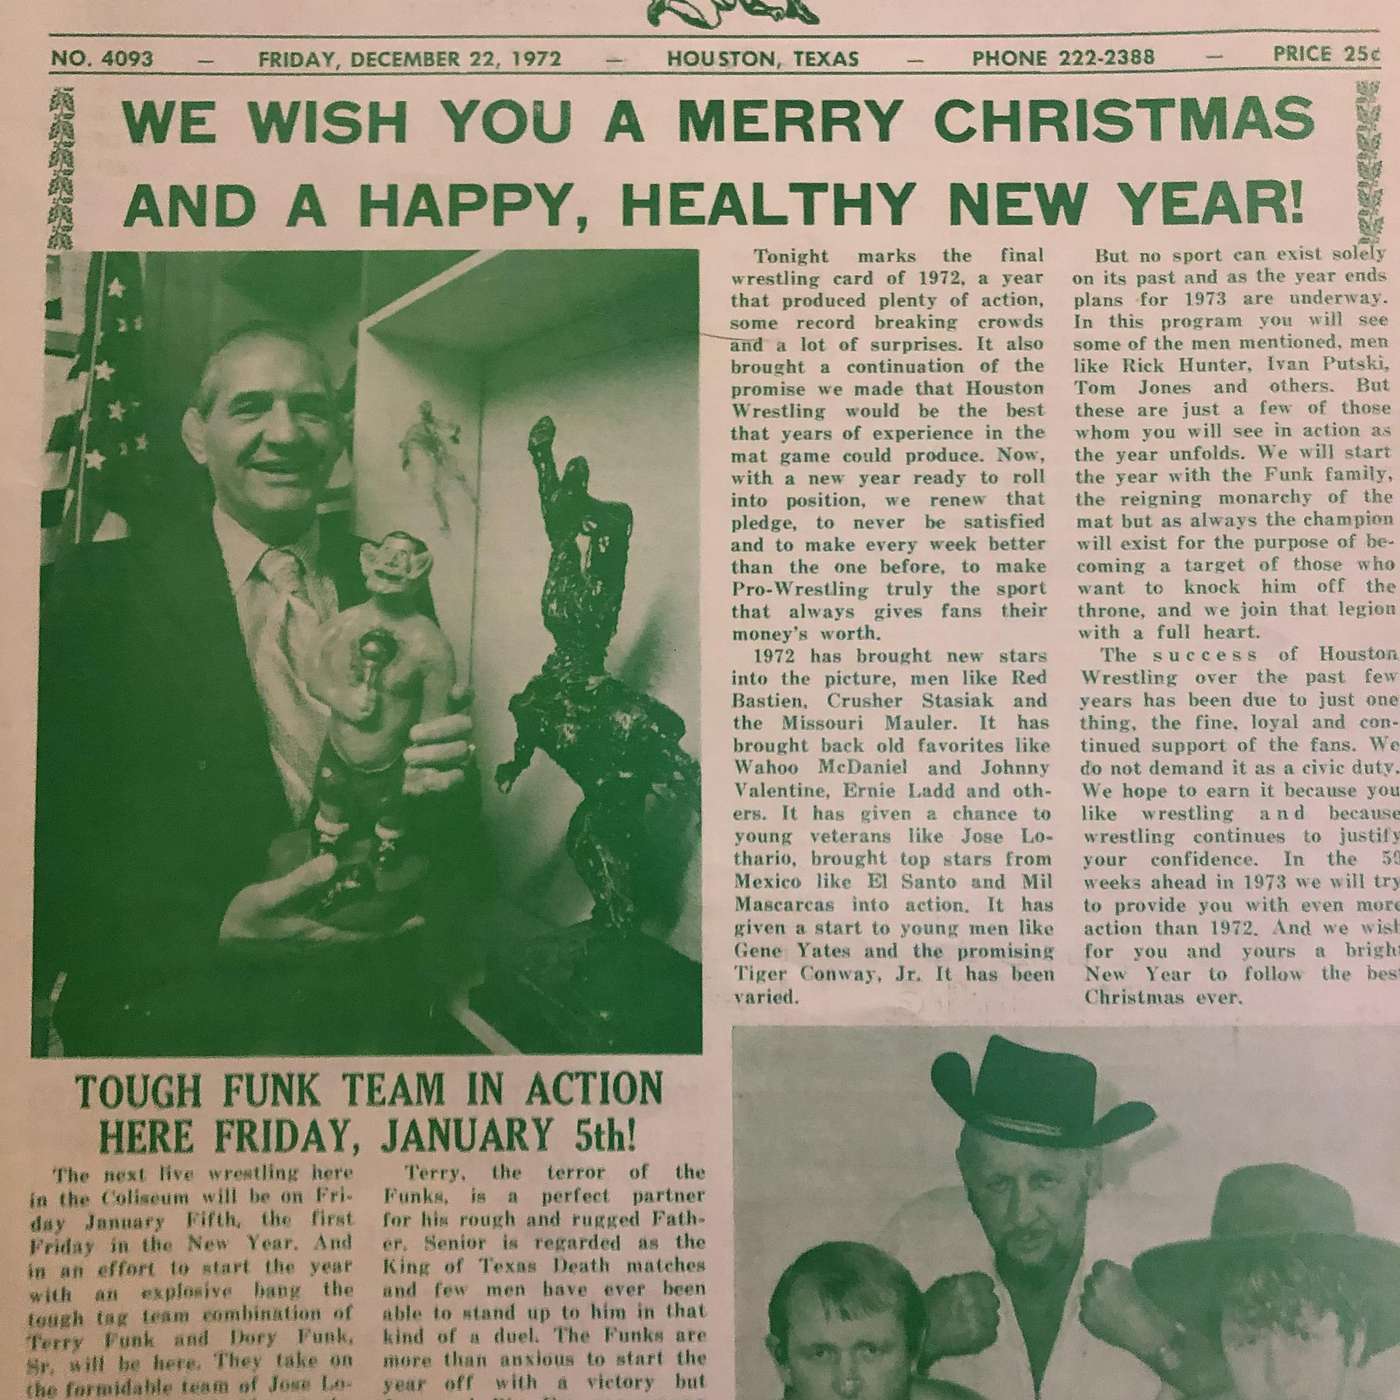 NO. 4093 — FRIDAY, DECEMBER 22, 1972 — HOUSTON, TEXAS — PHONE 222-2388 — PRICE 25¢
WE WISH YOU A MERRY CHRISTMAS
AND A HAPPY, HEALTHY NEW YEAR!
Tonight marks the final
wrestling card of 1972, a year
that produced plenty of action,
some record breaking crowds
and a lot of surprises. It also
brought a continuation of the
promise we made that Houston
Wrestling would be the best
that years of experience in the
mat game could produce. Now,
with a new year ready to roll
into position, we renew that
pledge, to never be satisfied
and to make every week better
than the one before, to make
Pro-Wrestling truly the sport
that always gives fans their
money's worth.
1972 has brought new stars
into the picture, men like Red
Bastien, Crusher Stasiak and
the Missouri Mauler. It has
brought back old favorites like
Wahoo McDaniel and Johnny
Valentine, Ernie Ladd and oth-
ers. It has given a chance to
young veterans like Jose Lo-
thario, brought top stars from
Mexico like El Santo and Mil
Mascarcas into action. It has
given a start to young men like
Gene Yates and the promising
Tiger Conway, Jr. It has been
varied.
But no sport can exist solely
on its past and as the year ends
plans for 1973 are underway.
In this program you will see
some of the men mentioned, men
like Rick Hunter, Ivan Putski,
Tom Jones and others. But
these are just a few of those
whom you will see in action as
the year unfolds. We will start
the year with the Funk family,
the reigning monarchy of the
mat but as always the champion
will exist for the purpose of be-
coming a target of those who
want to knock him off the
throne, and we join that legion
with a full heart.
The success of Houston
Wrestling over the past few
years has been due to just one
thing, the fine, loyal and con-
tinued support of the fans. We
do not demand it as a civic duty.
We hope to earn it because you
like wrestling and because
wrestling continues to justify
your confidence. In the
weeks ahead in 1973 we will try
to provide you with even more
action than 1972. And we wish
for you and yours a bright
New Year to follow the best
Christmas ever.
TOUGH FUNK TEAM IN ACTION
HERE FRIDAY, JANUARY 5th!
The next live wrestling here
in the Coliseum will be on Fri-
day January Fifth, the first
Friday in the New Year. And
in an effort to start the year
with an explosive bang the
tough tag team combination of
Terry Funk and Dory Funk,
Sr. will be here. They take on
the formidable team of Jose Lo-
Terry, the terror of the
Funks, is a perfect partner
for his rough and rugged Fath-
er. Senior is regarded as the
King of Texas Death matches
and few men have ever been
able to stand up to him in that
kind of a duel. The Funks are
more than anxious to start the
year off with a victory but